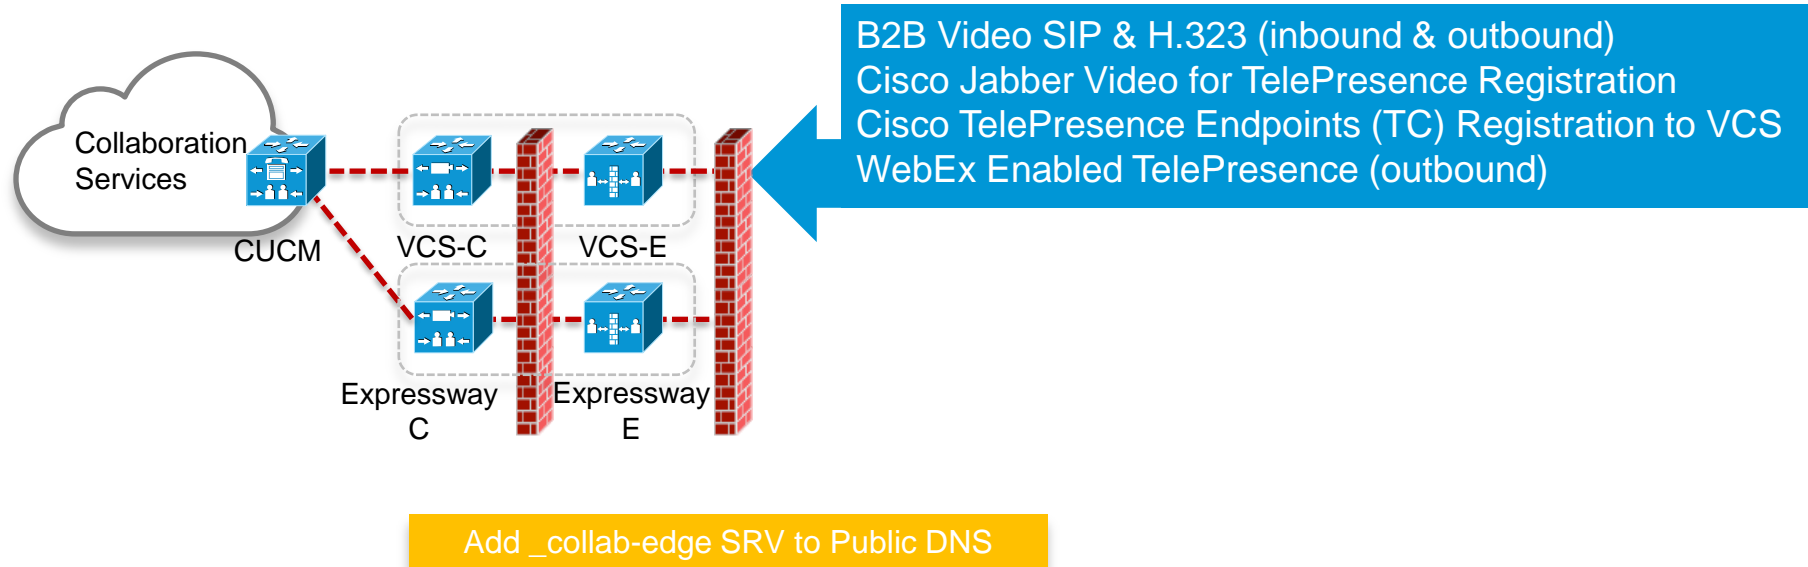 B2B Video SIP & H.323 (inbound & outbound)
Cisco Jabber Video for TelePresence Registration
Cisco TelePresence Endpoints (TC) Registration to VCS
WebEx Enabled TelePresence (outbound)
Collaboration
Services
CUCM
VCS-C
VCS-E
Expressway
C
Expressway
E
Add _collab-edge SRV to Public DNS